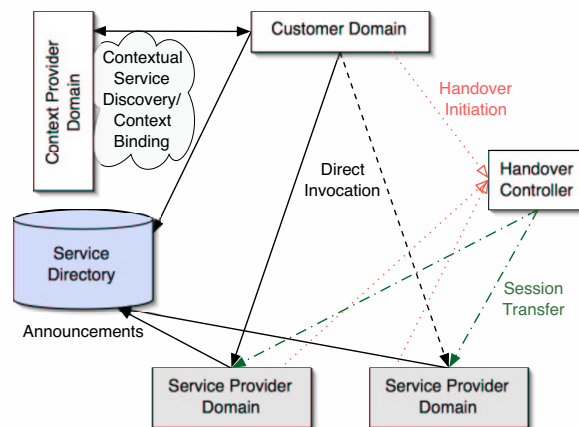 Customer Domain
Context Provider
Domain
Contextual
Service
Discovery/
Context
Binding
Handover
Initiation
Direct
Invocation
Handover
Controller
Service
Directory
Session
Transfer
Announcements
Service Provider
Domain
Service Provider
Domain